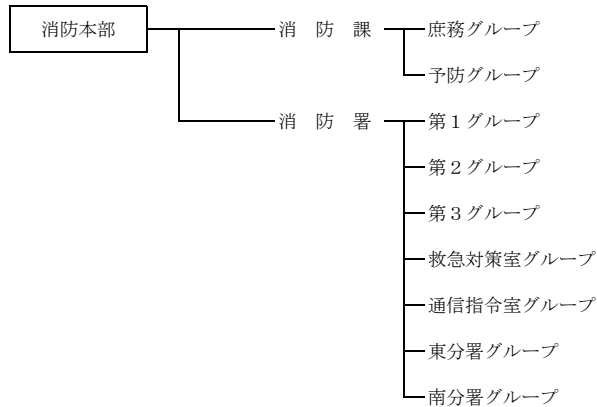 消防本部
消　防　課
庶務グループ
予防グループ
消　防　署
第１グループ
第２グループ
第３グループ
救急対策室グループ
通信指令室グループ
東分署グループ
南分署グループ